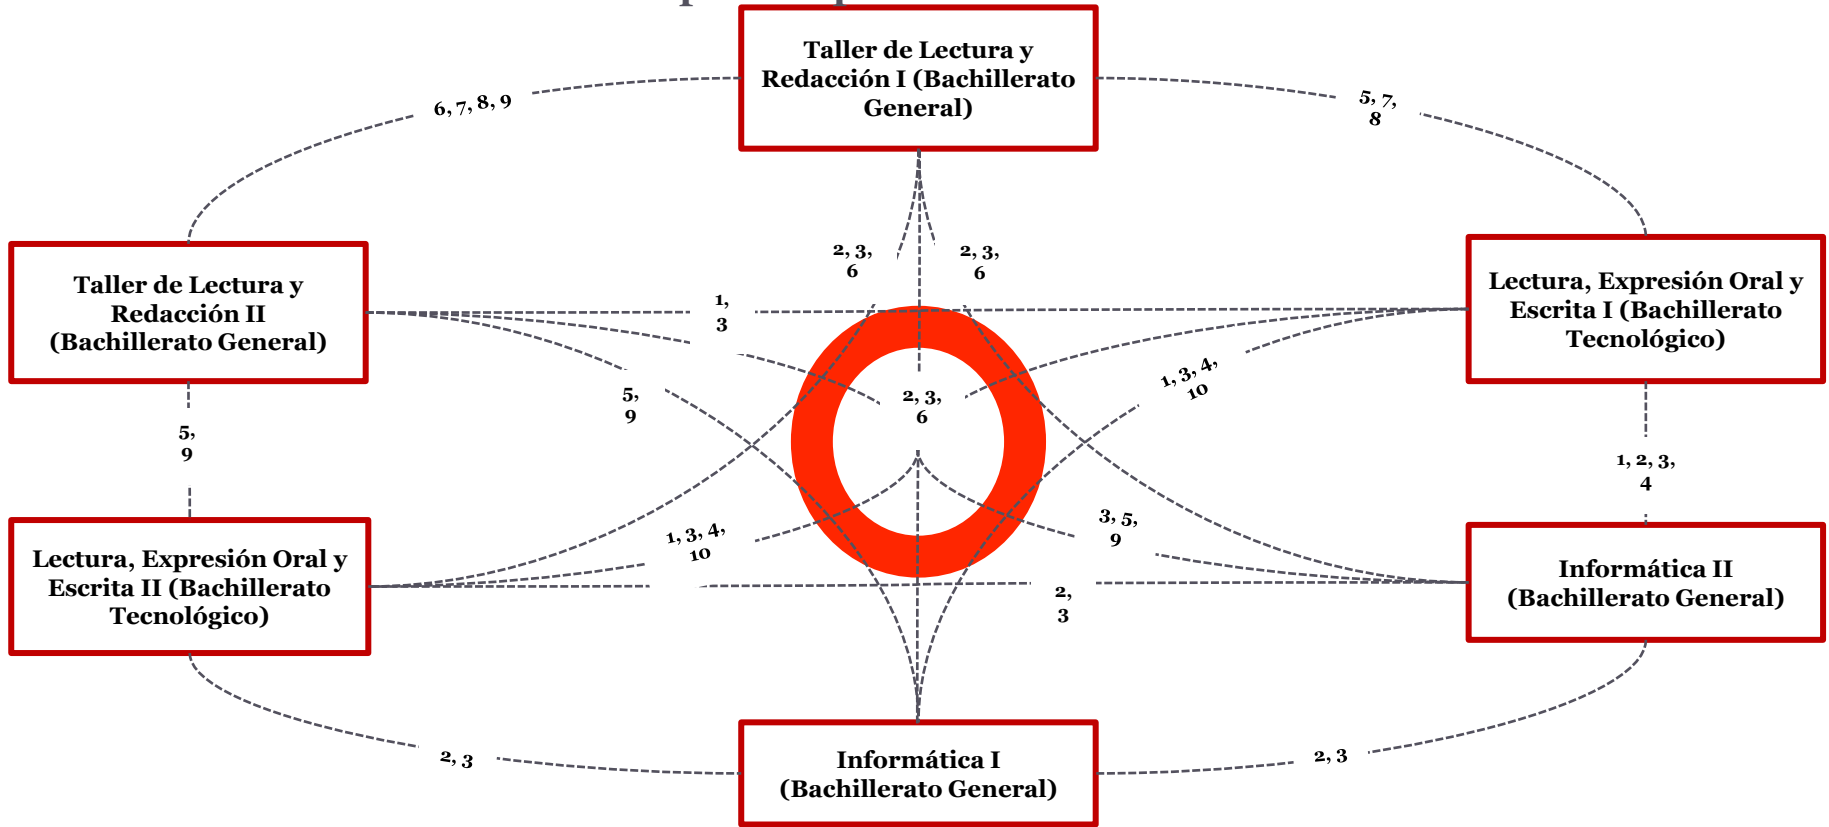 Taller de Lectura y
Redacción I (Bachillerato
General)
6, 7, 8, 9
5, 7,
8
2, 3,
6
2, 3,
6
Taller de Lectura y
Redacción II
(Bachillerato General)
1,
3
Lectura, Expresión Oral y
Escrita I (Bachillerato
Tecnológico)
5,
9
2, 3,
6
1, 3, 4,
10
5,
9
1, 2, 3,
4
1, 3, 4,
10
3, 5,
9
Lectura, Expresión Oral y
Escrita II (Bachillerato
Tecnológico)
2,
3
Informática II
(Bachillerato General)
2, 3
Informática I
(Bachillerato General)
2, 3